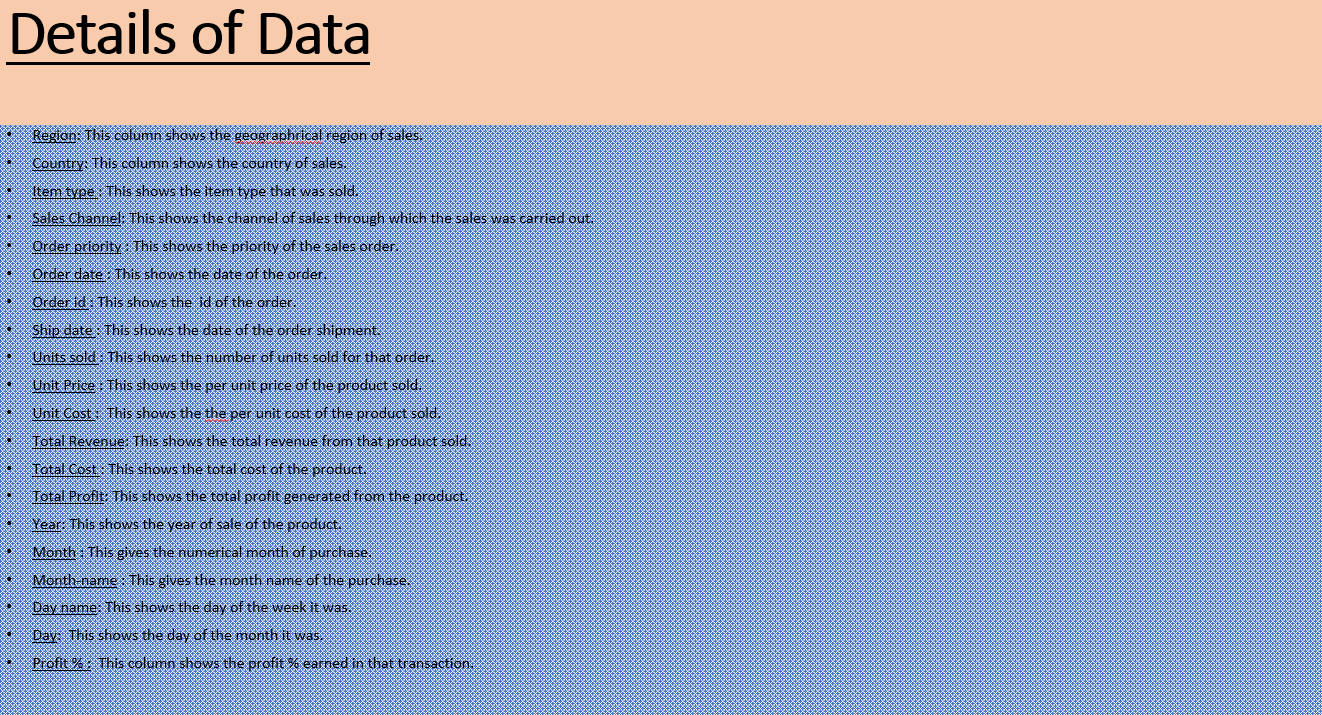 Details of Data
• Region: This column shows the geographrical region of sales.
• Country: This column shows the country of sales.
• Item type : This shows the item type that was sold.
• Sales Channel: This shows the channel of sales through which the sales was carried out.
• Order priority : This shows the priority of the sales order.
• Order date : This shows the date of the order.
• Order id : This shows the  id of the order.
• Ship date : This shows the date of the order shipment.
• Units sold : This shows the number of units sold for that order.
• Unit Price : This shows the per unit price of the product sold.
• Unit Cost :  This shows the the per unit cost of the product sold.
• Total Revenue: This shows the total revenue from that product sold.
• Total Cost : This shows the total cost of the product.
• Total Profit: This shows the total profit generated from the product.
• Year: This shows the year of sale of the product.
• Month : This gives the numerical month of purchase.
• Month-name : This gives the month name of the purchase.
• Day name: This shows the day of the week it was.
• Day:  This shows the day of the month it was.
• Profit % :  This column shows the profit % earned in that transaction.